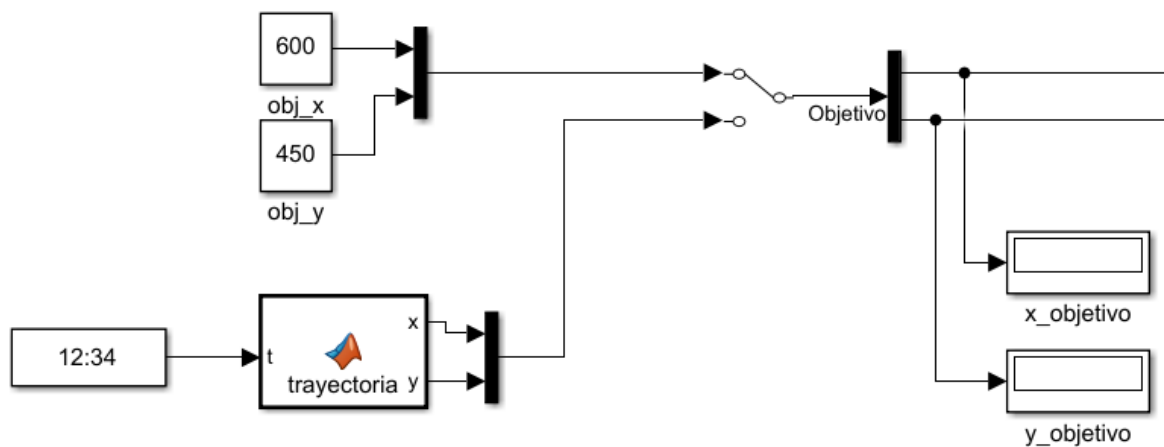 600
obj_x
450
obj_y
Objetivo
x_objetivo
12:34
t
trayectoria
x
y
y_objetivo